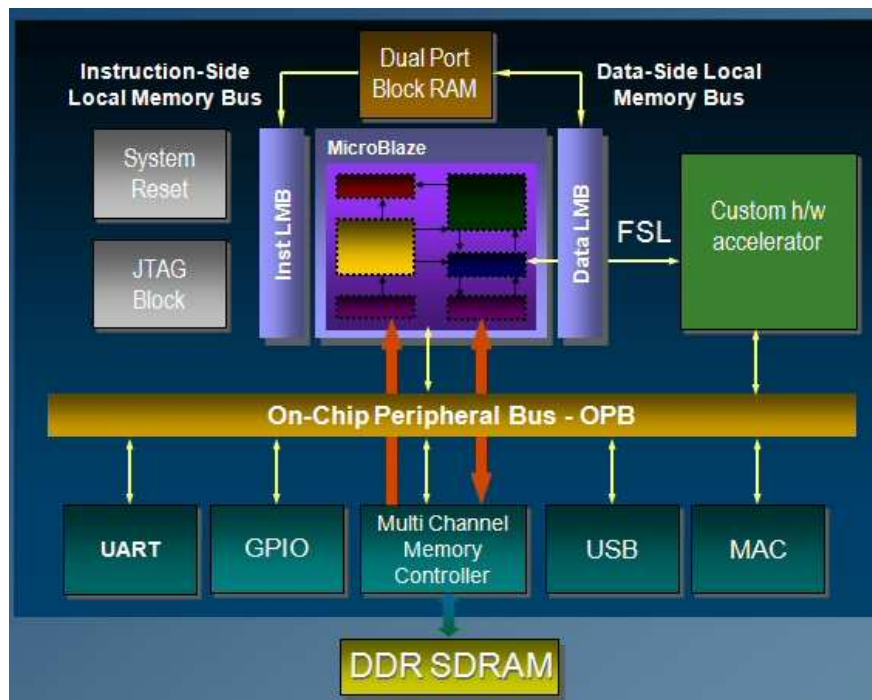 Dual Port
Block RAM
Instruction-Side
Local Memory Bus
Data-Side Local
Memory Bus
System
Reset
JTAG
Block
Inst LMB
MicroBlaze
Data LMB
FSL
Custom h/w
accelerator
On-Chip Peripheral Bus - OPB
UART
GPIO
Multi Channel
Memory
Controller
USB
MAC
DDR SDRAM